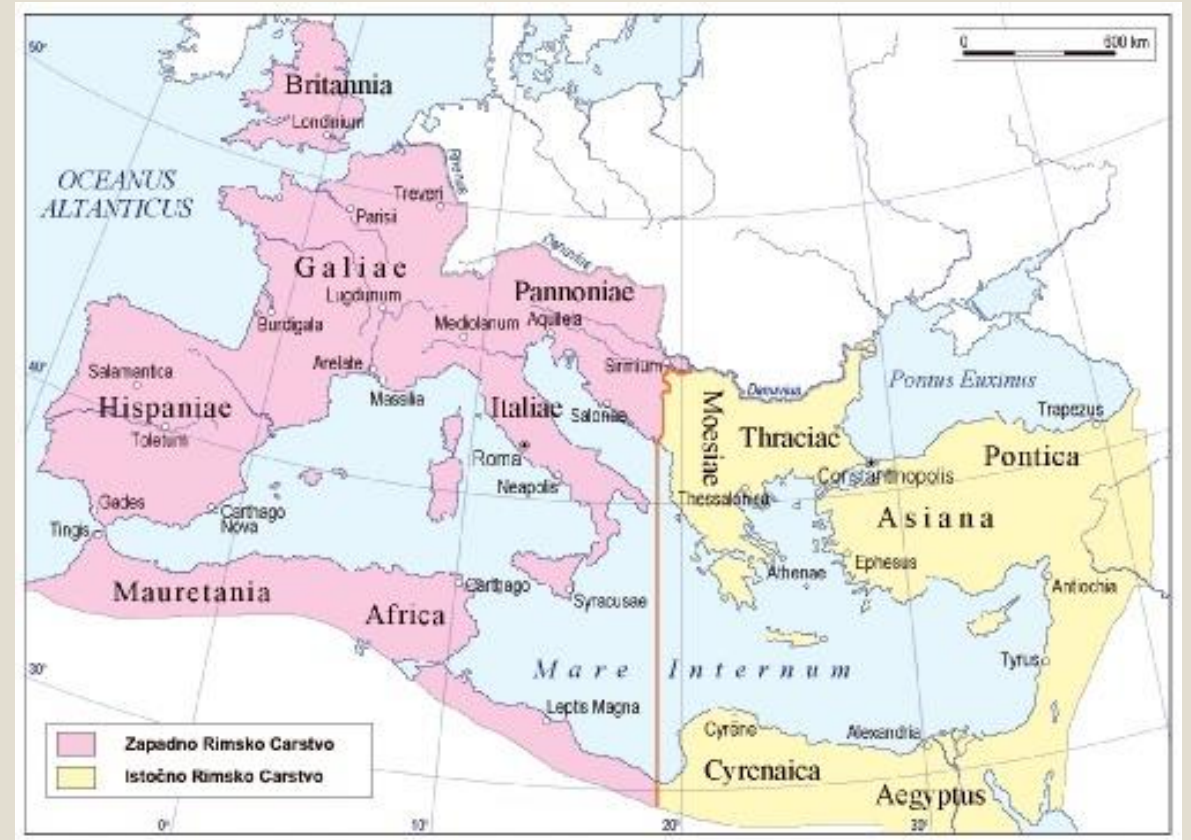 50°
0 600 km
Britannia
Londinium
OCEANUS
ALTANTICUS
Rhenus
Treveri
Parisii
Galiae
Lugdunum
Danuvius
Pannoniae
Burdigala
Mediolanum
Aquileia
40°
Salamantica
Arelate
Sirmium
Danuvius
Pontus Euxinus
Massilia
Hispaniae
Toletum
Italiae
Salonae
Moesiae
Thraciae
Trapezus
Roma
Pontica
Neapolis
Constantinopolis
Thessalonica
Gades
Carthago
Nova
Tingis
Asiana
Ephesus
Athenae
Mauretania
Carthago
Africa
Syracusae
Antiochia
30°
Mare Internum
Tyrus
Leptis Magna
Cyrene
Alexandria
Zapadno Rimsko Carstvo
Istočno Rimsko Carstvo
Cyrenaica
Aegyptus
0°
10°
20°
30°